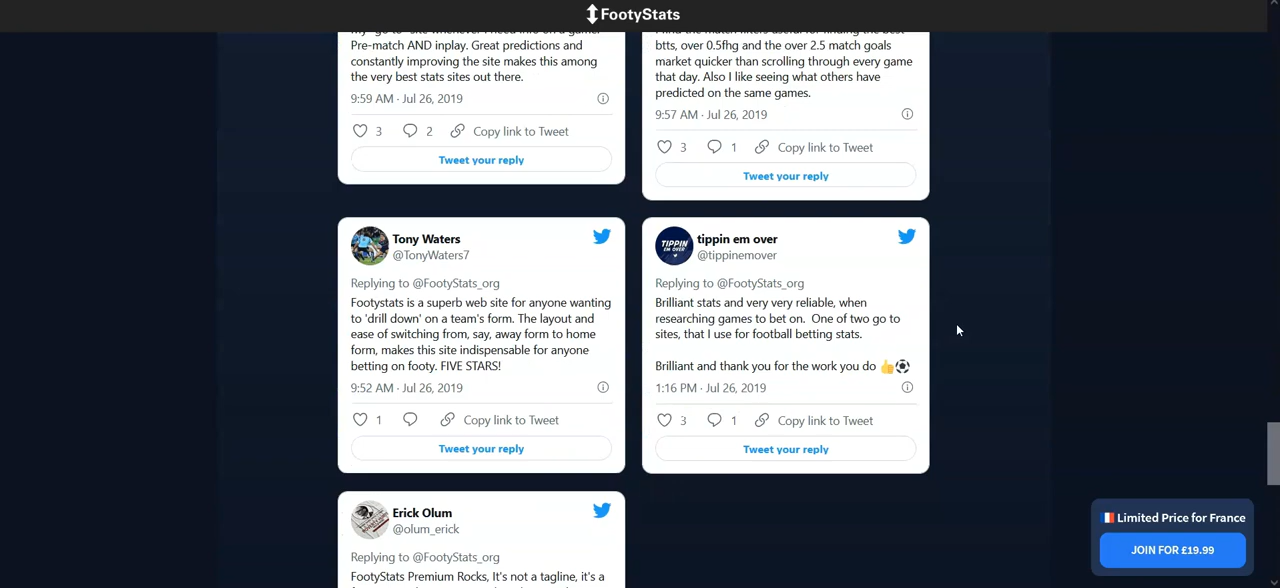 FootyStats
Pre-match AND inplay. Great predictions and
constantly improving the site makes this among
the very best stats sites out there.
9:59 AM · Jul 26, 2019
3 2 Copy link to Tweet
Tweet your reply
btts, over 0.5fhg and the over 2.5 match goals
market quicker than scrolling through every game
that day. Also I like seeing what others have
predicted on the same games.
9:57 AM · Jul 26, 2019
3 1 Copy link to Tweet
Tweet your reply
Tony Waters
@TonyWaters7
Replying to @FootyStats_org
Footystats is a superb web site for anyone wanting
to 'drill down' on a team's form. The layout and
ease of switching from, say, away form to home
form, makes this site indispensable for anyone
betting on footy. FIVE STARS!
9:52 AM · Jul 26, 2019
1 Copy link to Tweet
Tweet your reply
TIPPIN
EM OVER
tippin em over
@tippinemover
Replying to @FootyStats_org
Brilliant stats and very very reliable, when
researching games to bet on. One of two go to
sites, that I use for football betting stats.
Brilliant and thank you for the work you do 👍⚽
1:16 PM · Jul 26, 2019
3 1 Copy link to Tweet
Tweet your reply
Erick Olum
@olum_erick
Replying to @FootyStats_org
FootyStats Premium Rocks, It's not a tagline, it's a
Limited Price for France
JOIN FOR £19.99